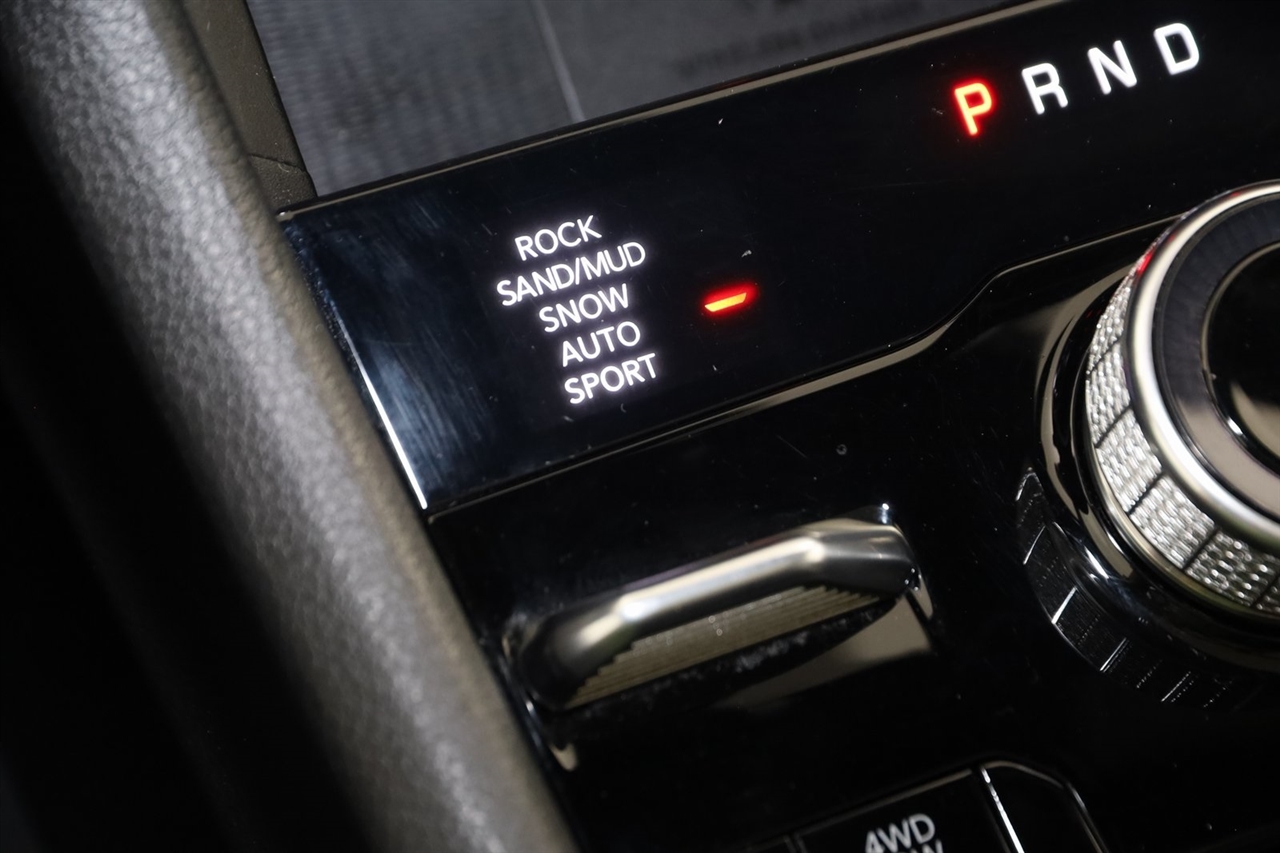 P R N D
ROCK
SAND/MUD
SNOW
AUTO
SPORT
4WD